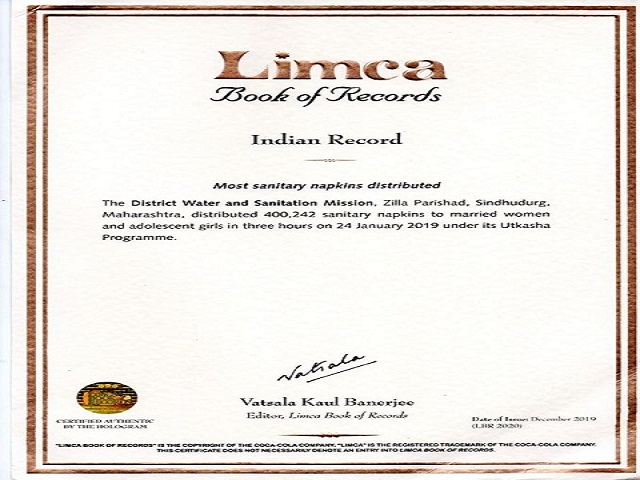 Limca
Book of Records
Indian Record
Most sanitary napkins distributed
The District Water and Sanitation Mission, Zilla Parishad, Sindhudurg,
Maharashtra, distributed 400,242 sanitary napkins to married women
and adolescent girls in three hours on 24 January 2019 under its Utkasha
Programme.
Vatsala
Vatsala Kaul Banerjee
Editor, Limca Book of Records
CERTIFIED AUTHENTIC
BY THE HOLOGRAM
Date of Issue: December 2019
(LBR 2020)
"LIMCA BOOK OF RECORDS" IS THE COPYRIGHT OF THE COCA-COLA COMPANY. "LIMCA" IS THE REGISTERED TRADEMARK OF THE COCA-COLA COMPANY.
THIS CERTIFICATE DOES NOT NECESSARILY DENOTE AN ENTRY INTO LIMCA BOOK OF RECORDS.